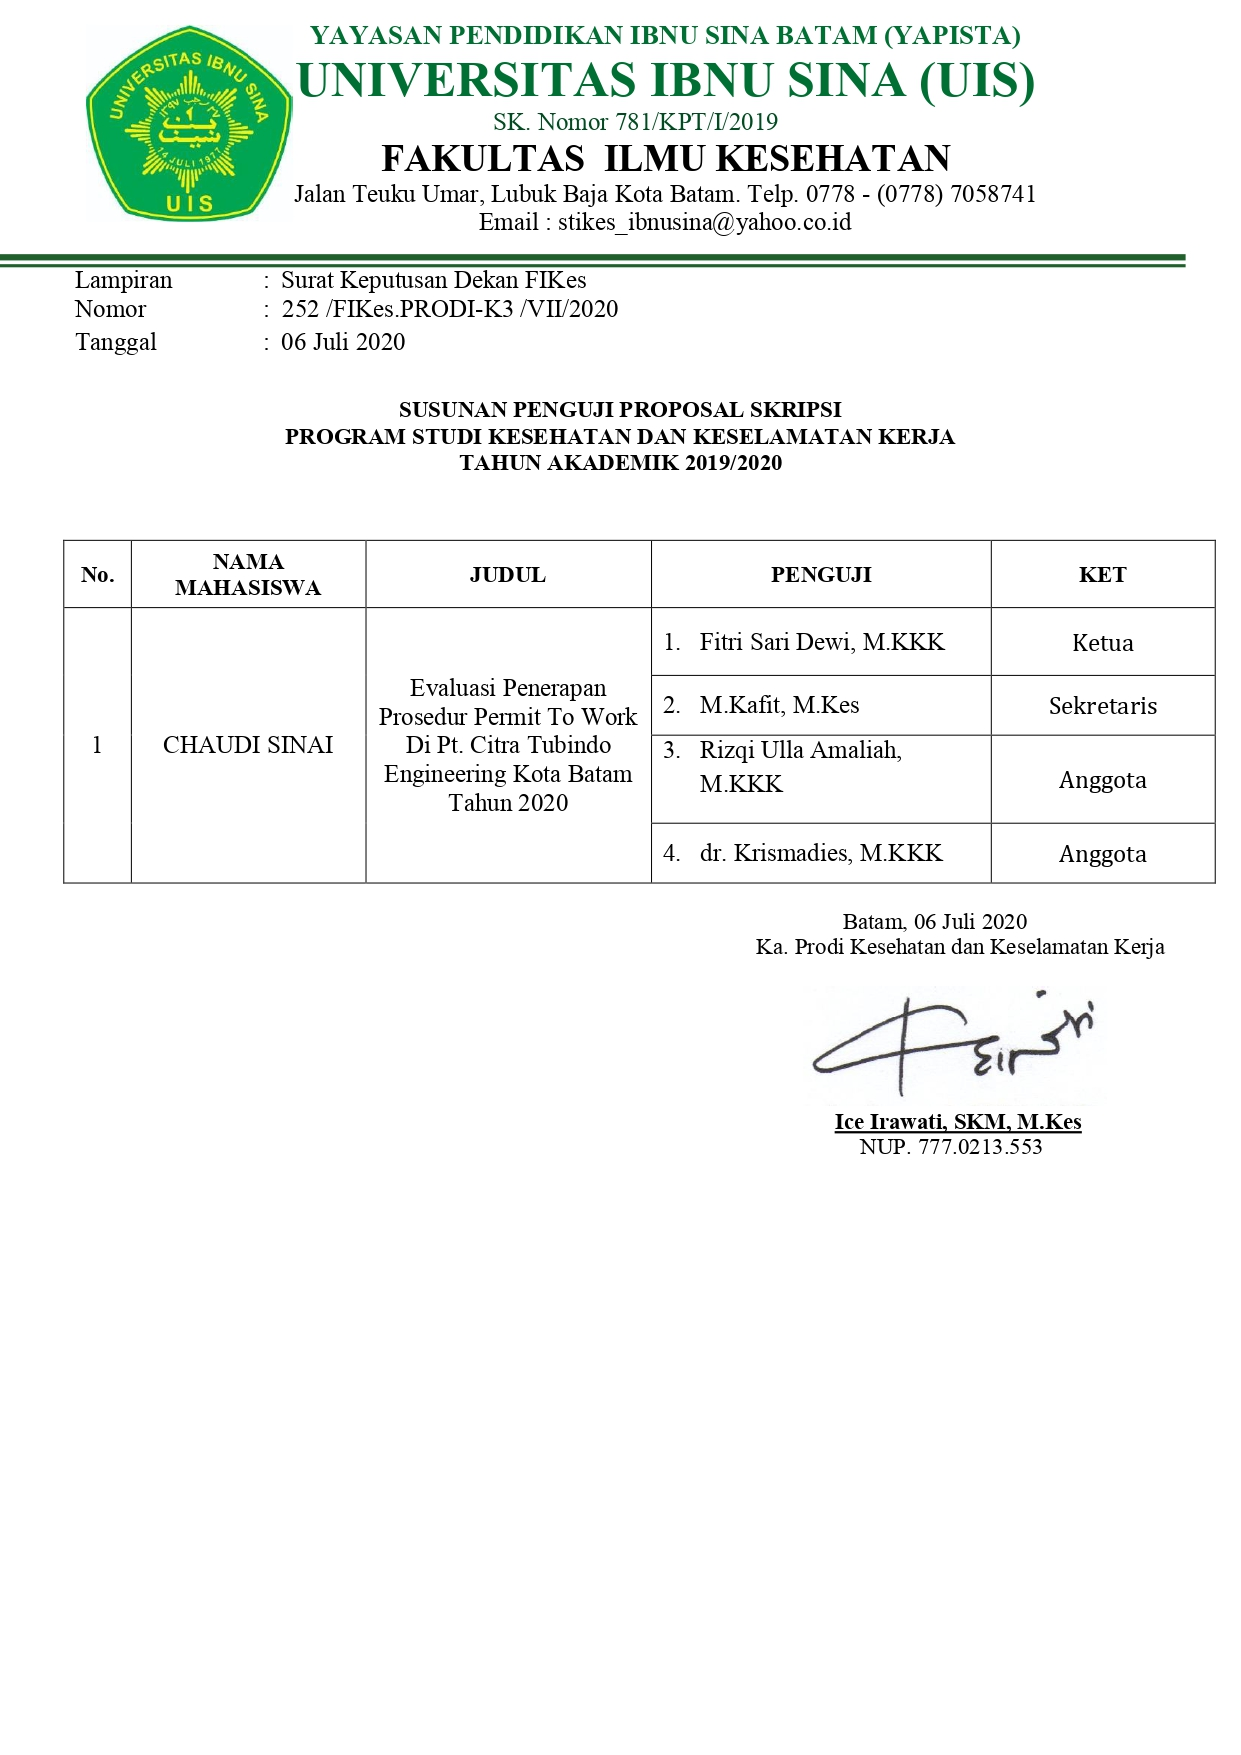 YAYASAN PENDIDIKAN IBNU SINA BATAM (YAPISTA)
UNIVERSITAS IBNU SINA (UIS)
SK. Nomor 781/KPT/I/2019
FAKULTAS ILMU KESEHATAN
Jalan Teuku Umar, Lubuk Baja Kota Batam. Telp. 0778 - (0778) 7058741
Email : stikes_ibnusina@yahoo.co.id
UNIVERSITAS IBNU SINA
14 JULI 1977
UIS
Lampiran : Surat Keputusan Dekan FIKes
Nomor : 252 /FIKes.PRODI-K3 /VII/2020
Tanggal : 06 Juli 2020
SUSUNAN PENGUJI PROPOSAL SKRIPSI
PROGRAM STUDI KESEHATAN DAN KESELAMATAN KERJA
TAHUN AKADEMIK 2019/2020
No. NAMA MAHASISWA JUDUL PENGUJI KET
1 CHAUDI SINAI
Evaluasi Penerapan
Prosedur Permit To Work
Di Pt. Citra Tubindo
Engineering Kota Batam
Tahun 2020
1. Fitri Sari Dewi, M.KKK Ketua
2. M.Kafit, M.Kes Sekretaris
3. Rizqi Ulla Amaliah,
M.KKK Anggota
4. dr. Krismadies, M.KKK Anggota
Batam, 06 Juli 2020
Ka. Prodi Kesehatan dan Keselamatan Kerja
Ice Irawati, SKM, M.Kes
NUP. 777.0213.553